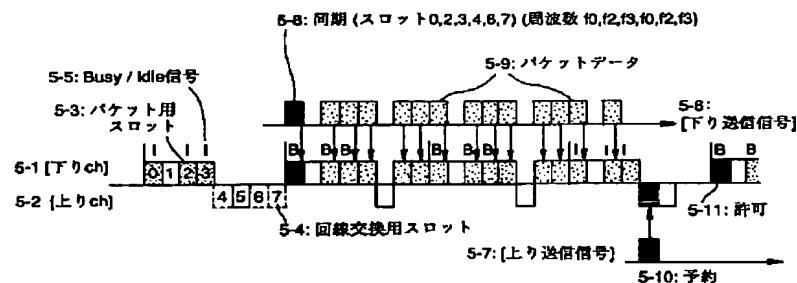 5-8: 同期 (スロット0,2,3,4,6,7) (周波数 f0,f2,f3,f0,f2,f3)
5-5: Busy / Idle信号
5-9: パケットデータ
5-3: パケット用
スロット
5-6:
[下り送信信号]
I I I B B B B B B B I I I B B
5-1 [下りch]
0 1 2 3
5-2 [上りch]
4 5 6 7
5-11: 許可
5-4: 回線交換用スロット
5-7: [上り送信信号]
5-10: 予約